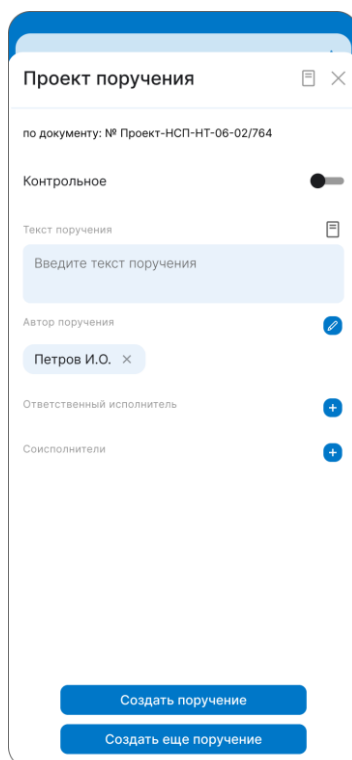 Проект поручения
по документу: № Проект-НСП-НТ-06-02/764
Контрольное
Текст поручения
Введите текст поручения
Автор поручения
Петров И.О.
Ответственный исполнитель
Соисполнители
Создать поручение
Создать еще поручение